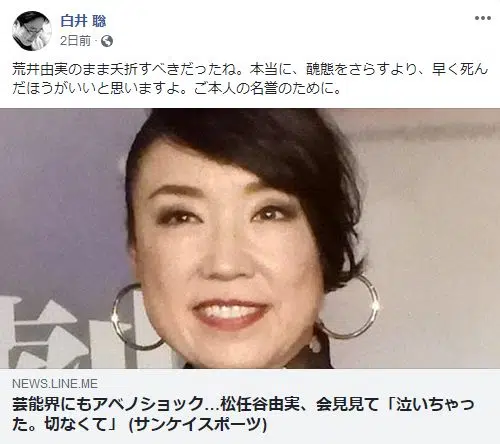 白井 聡
2日前
荒井由実のまま夭折すべきだったね。本当に、醜態をさらすより、早く死ん
だほうがいいと思いますよ。ご本人の名誉のために。
NEWS.LINE.ME
芸能界にもアベノショック…松任谷由実、会見見て「泣いちゃっ
た。切なくて」 (サンケイスポーツ)